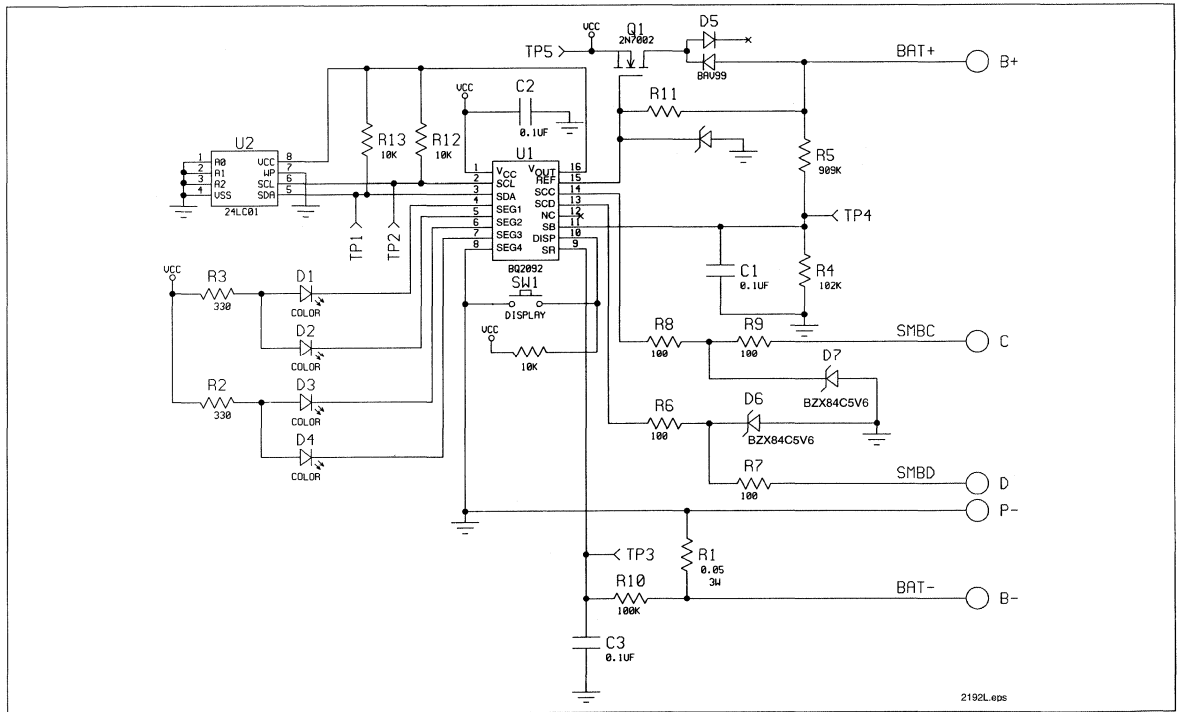 VCC
Q1
2N7002
D5
TP5
BAV99
BAT+
B+
VCC
C2
0.1UF
R11
R13
10K
R12
10K
U2
1 A0 VCC 8
2 A1 WP 7
3 A2 SCL 6
4 VSS SDA 5
24LC01
U1
1 VCC VOUT 16
2 SCL REF 15
3 SDA SCC 14
4 SEG1 SCD 13
5 SEG2 NC 12
6 SEG3 SB 11
7 SEG4 DISP 10
8 SR 9
BQ2092
R5
909K
TP4
TP1
TP2
C1
0.1UF
R4
102K
SW1
DISPLAY
VCC
10K
VCC
R3
330
D1
COLOR
D2
COLOR
R2
330
D3
COLOR
D4
COLOR
R8
100
R9
100
SMBC
C
D7
BZX84C5V6
R6
100
D6
BZX84C5V6
R7
100
SMBD
D
P-
TP3
R1
0.05
3W
R10
100K
BAT-
B-
C3
0.1UF
2192L.eps